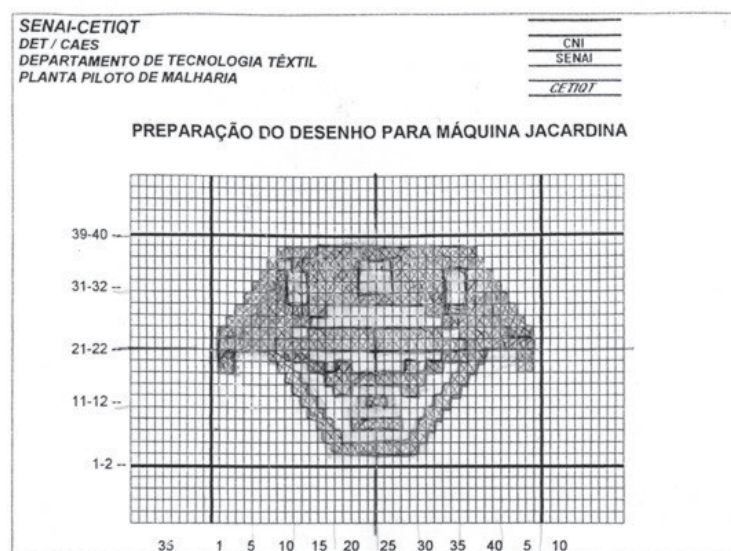 SENAI-CETIQT
DET / CAES
DEPARTAMENTO DE TECNOLOGIA TÊXTIL
PLANTA PILOTO DE MALHARIA
CNI
SENAI
CETIQT
PREPARAÇÃO DO DESENHO PARA MÁQUINA JACARDINA
39-40 --
31-32 --
21-22 --
11-12 --
1-2 --
35 1 5 10 15 20 25 30 35 40 5 10